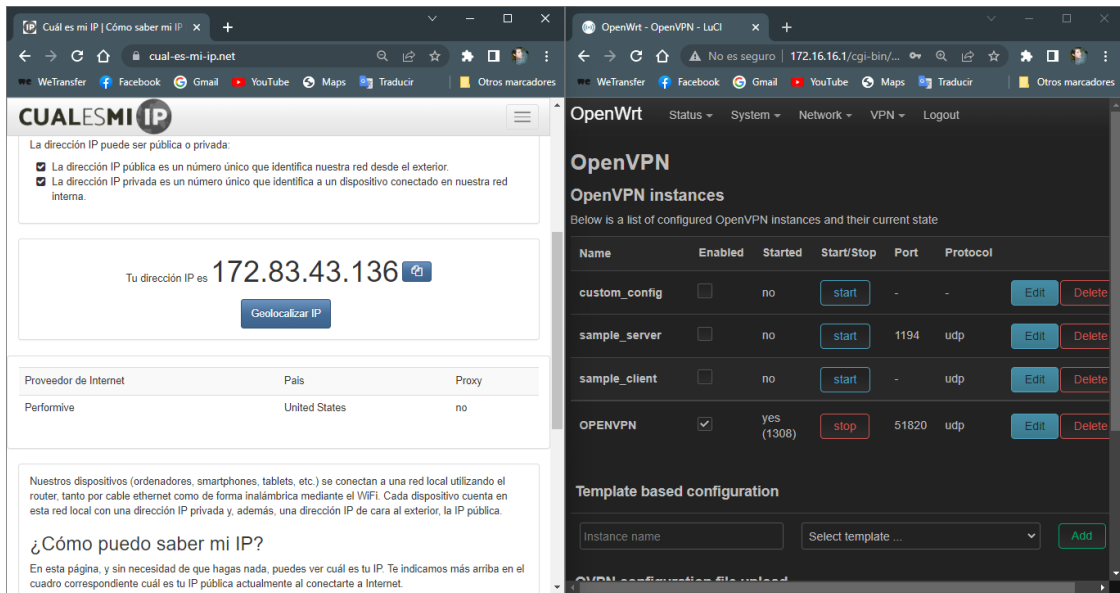 Cuál es mi IP | Cómo saber mi IP
cual-es-mi-ip.net
WeTransfer Facebook Gmail YouTube Maps Traducir Otros marcadores
CUALESMI IP
La dirección IP puede ser pública o privada:
La dirección IP pública es un número único que identifica nuestra red desde el exterior.
La dirección IP privada es un número único que identifica a un dispositivo conectado en nuestra red
interna.
Tu dirección IP es 172.83.43.136
Geolocalizar IP
Proveedor de Internet Pais Proxy
Performive United States no
Nuestros dispositivos (ordenadores, smartphones, tablets, etc.) se conectan a una red local utilizando el
router, tanto por cable ethernet como de forma inalámbrica mediante el WiFi. Cada dispositivo cuenta en
esta red local con una dirección IP privada y, además, una dirección IP de cara al exterior, la IP pública.
¿Cómo puedo saber mi IP?
En esta página, y sin necesidad de que hagas nada, puedes ver cuál es tu IP. Te indicamos más arriba en el
cuadro correspondiente cuál es tu IP pública actualmente al conectarte a Internet.
OpenWrt - OpenVPN - LuCI
No es seguro | 172.16.16.1/cgi-bin/...
WeTransfer Facebook Gmail YouTube Maps Traducir Otros marcadores
OpenWrt Status System Network VPN Logout
OpenVPN
OpenVPN instances
Below is a list of configured OpenVPN instances and their current state
Name Enabled Started Start/Stop Port Protocol
custom_config no start - - Edit Delete
sample_server no start 1194 udp Edit Delete
sample_client no start - udp Edit Delete
OPENVPN yes (1308) stop 51820 udp Edit Delete
Template based configuration
Instance name Select template ... Add
OVPN configuration file upload